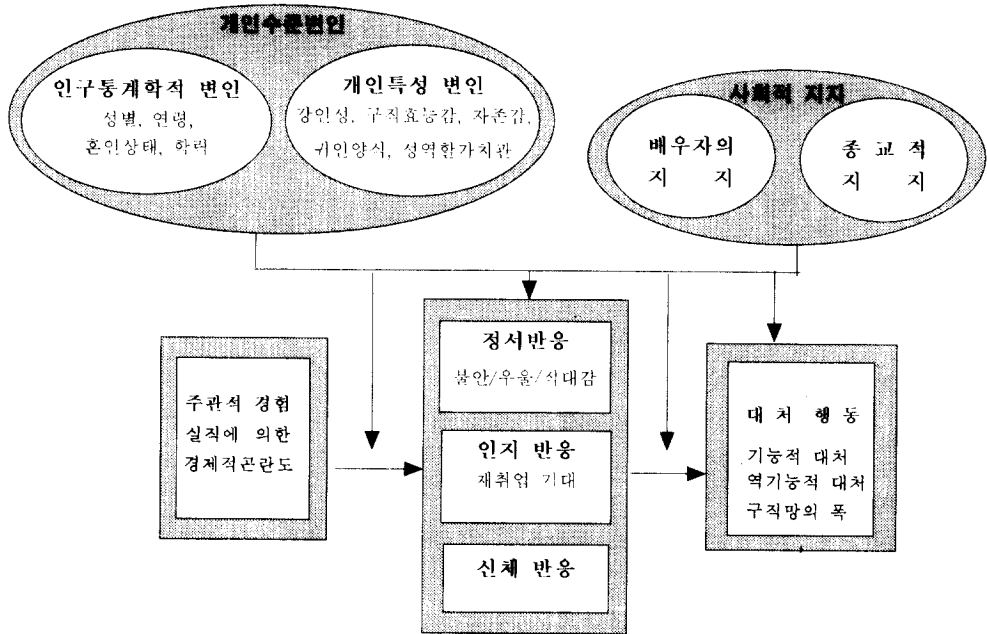 개인수준변인
인구통계학적 변인
성별, 연령,
혼인상태, 학력
개인특성 변인
강인성, 구직효능감, 자존감,
귀인양식, 성역할가치관
사회적 지지
배우자의
지 지
종 교 적
지 지
주관적 경험
실직에 의한
경제적곤란도
정서반응
불안/우울/적대감
인지 반응
재취업 기대
신체 반응
대 처 행 동
기능적 대처
역기능적 대처
구직망의 폭